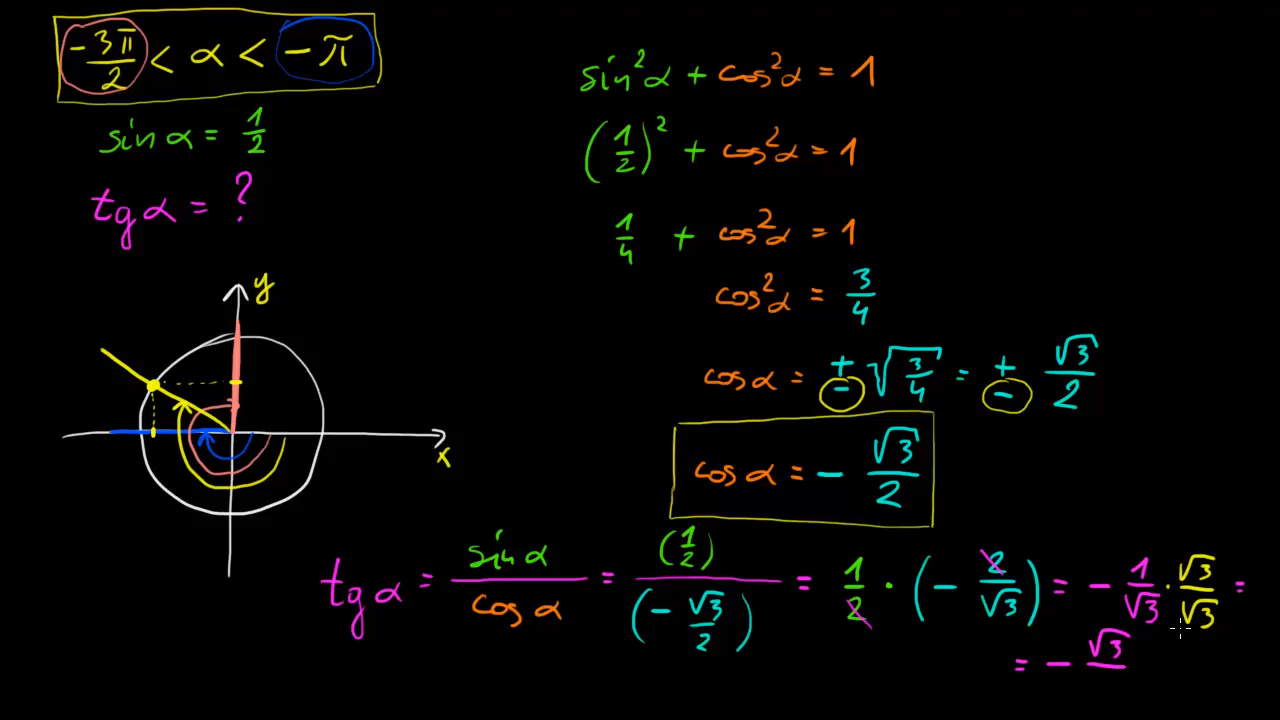 -3π/2 < α < -π
sin α = 1/2
tg α = ?
y
x
sin²α + cos²α = 1
(1/2)² + cos²α = 1
1/4 + cos²α = 1
cos²α = 3/4
cos α = ± √(3/4) = ± √3/2
cos α = - √3/2
tg α = sin α / cos α = (1/2) / (- √3/2) = 1/2 · (- 2/√3) = - 1/√3 · √3/√3 =
= - √3